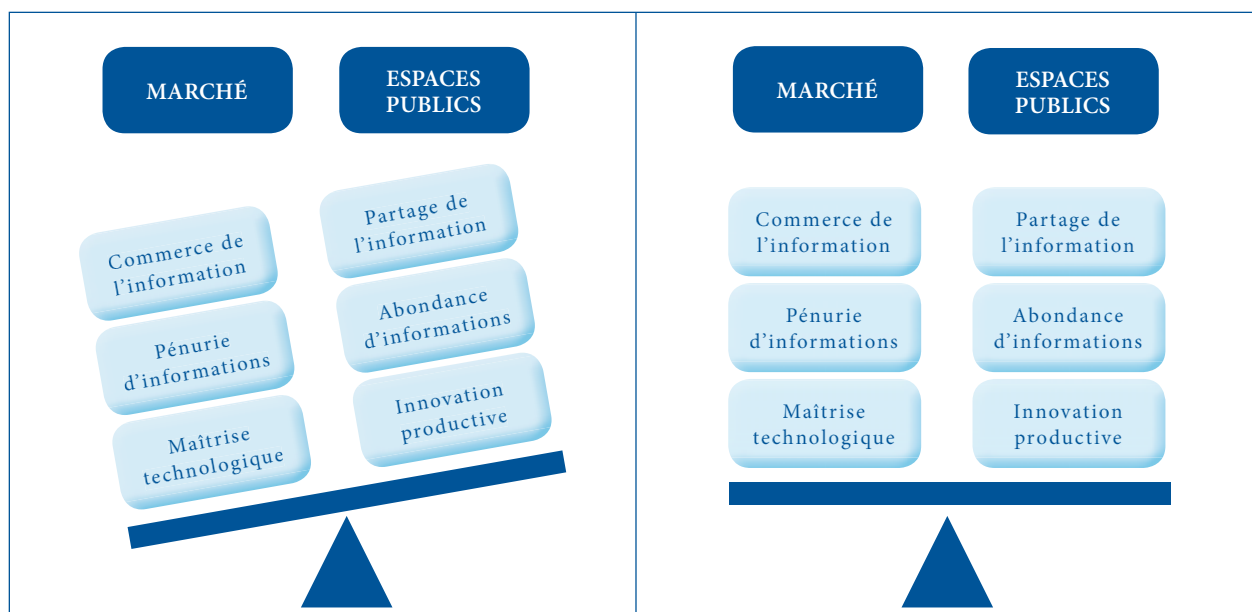 MARCHÉ
ESPACES
PUBLICS
Commerce de
l'information
Partage de
l'information
Pénurie
d'informations
Abondance
d'informations
Maîtrise
technologique
Innovation
productive
MARCHÉ
ESPACES
PUBLICS
Commerce de
l'information
Partage de
l'information
Pénurie
d'informations
Abondance
d'informations
Maîtrise
technologique
Innovation
productive